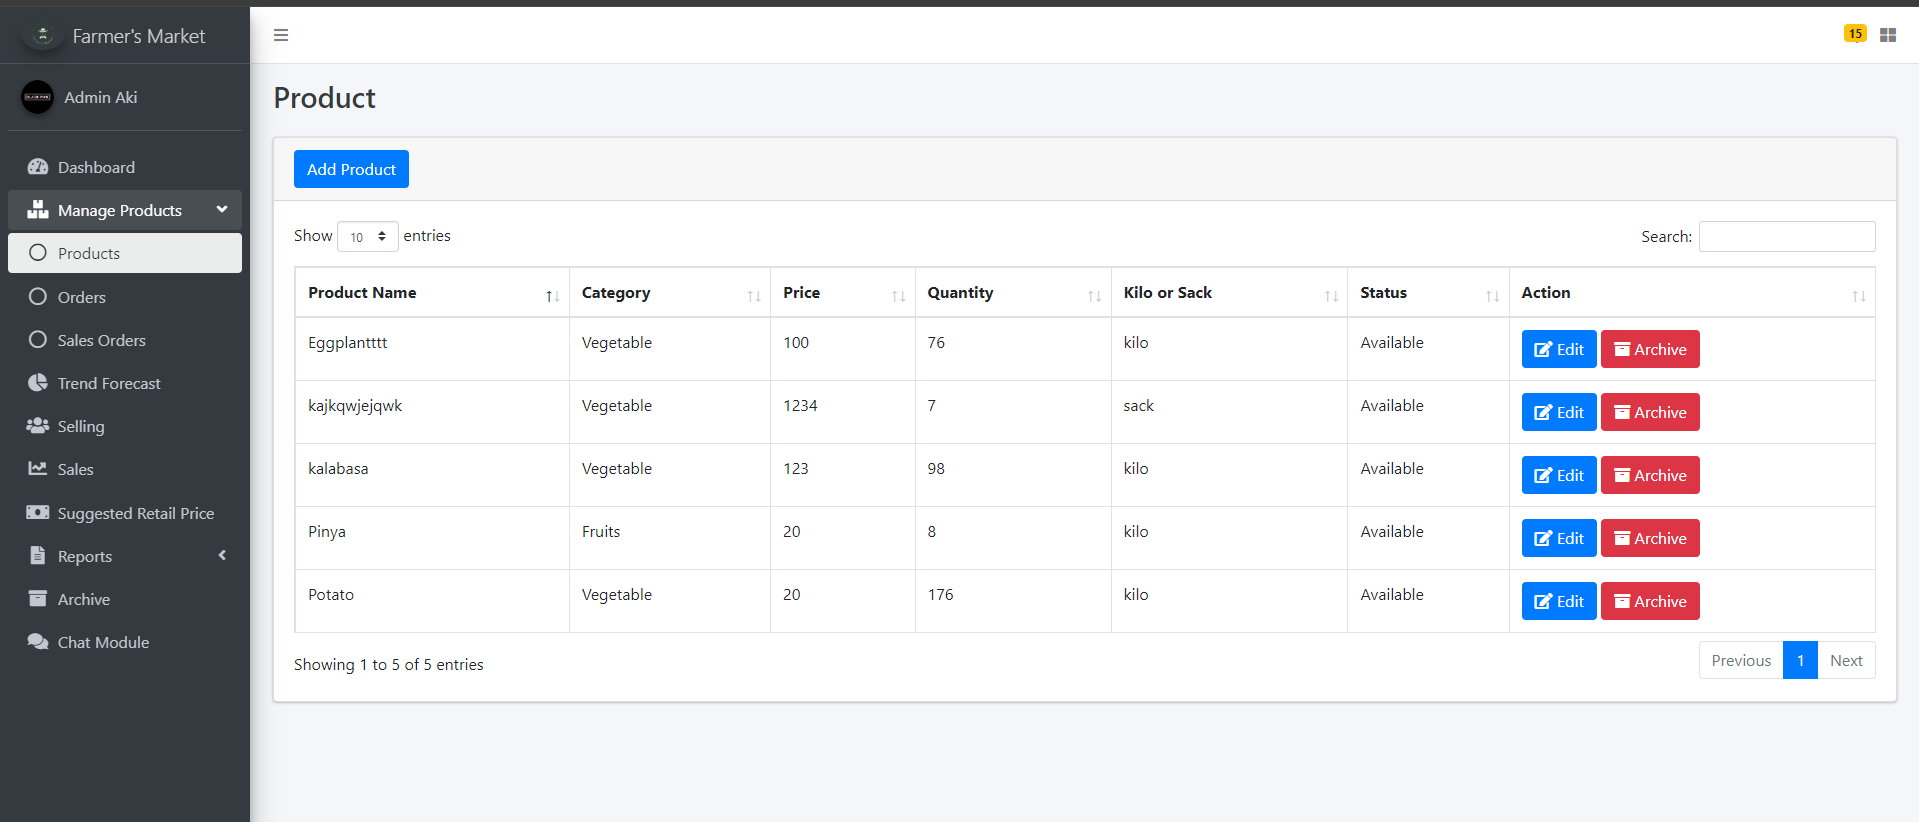 Farmer's Market
15
Admin Aki
Dashboard
Manage Products
Products
Orders
Sales Orders
Trend Forecast
Selling
Sales
Suggested Retail Price
Reports
Archive
Chat Module
Product
Add Product
Show 10 entries
Search:
Product Name Category Price Quantity Kilo or Sack Status Action
Eggplantttt Vegetable 100 76 kilo Available Edit Archive
kajkqwjejqwk Vegetable 1234 7 sack Available Edit Archive
kalabasa Vegetable 123 98 kilo Available Edit Archive
Pinya Fruits 20 8 kilo Available Edit Archive
Potato Vegetable 20 176 kilo Available Edit Archive
Showing 1 to 5 of 5 entries
Previous 1 Next